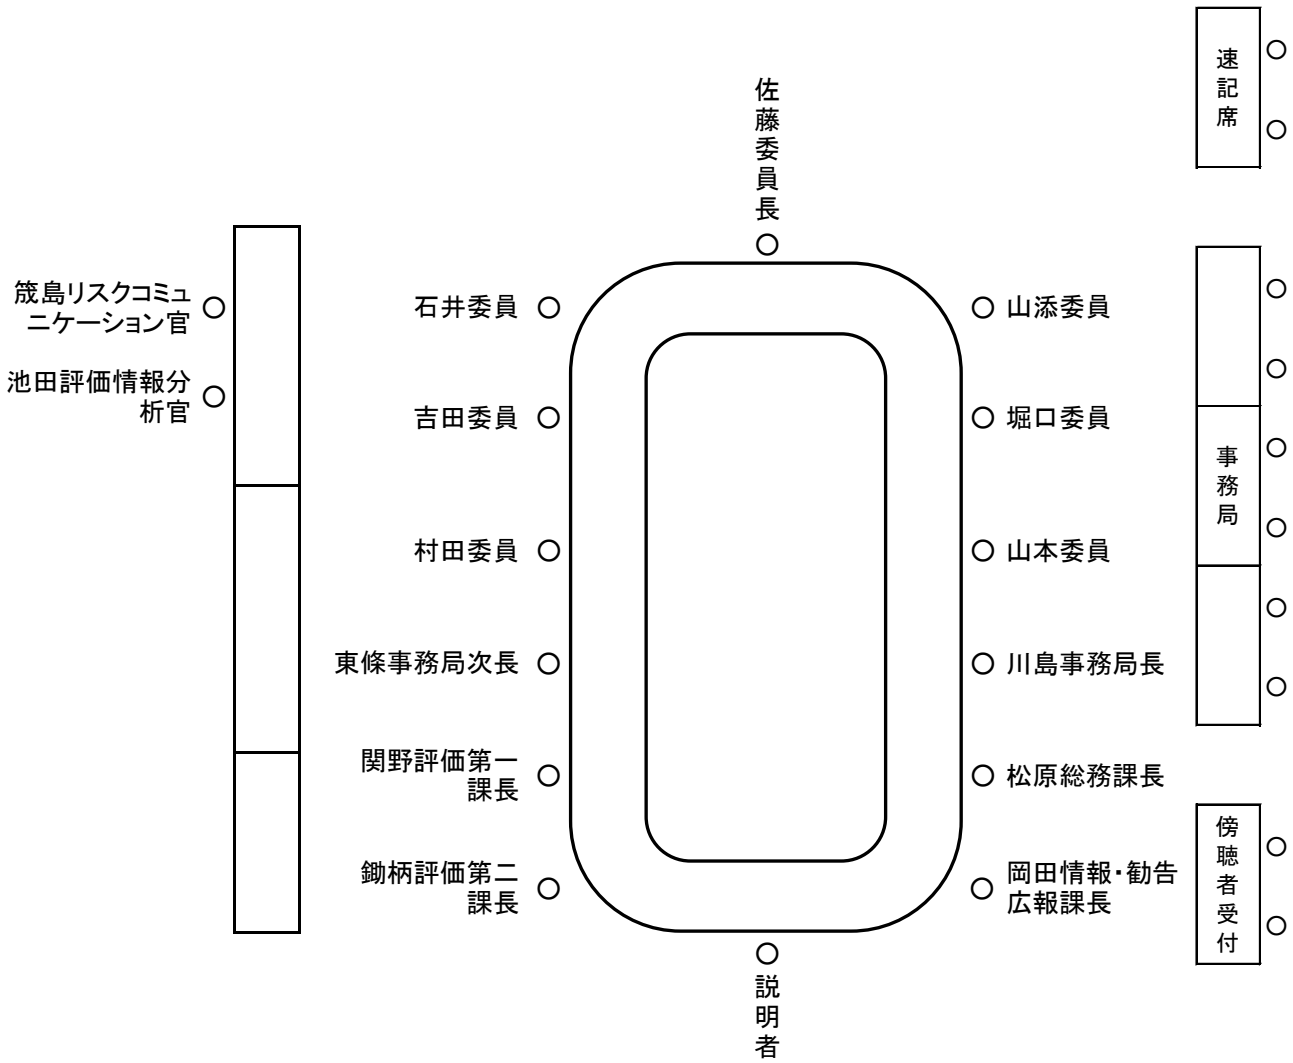 速記席
佐藤委員長
筬島リスクコミュ
ニケーション官
池田評価情報分
析官
石井委員
山添委員
吉田委員
堀口委員
事務局
村田委員
山本委員
東條事務局次長
川島事務局長
関野評価第一
課長
松原総務課長
鋤柄評価第二
課長
岡田情報・勧告
広報課長
傍聴者受付
説明者